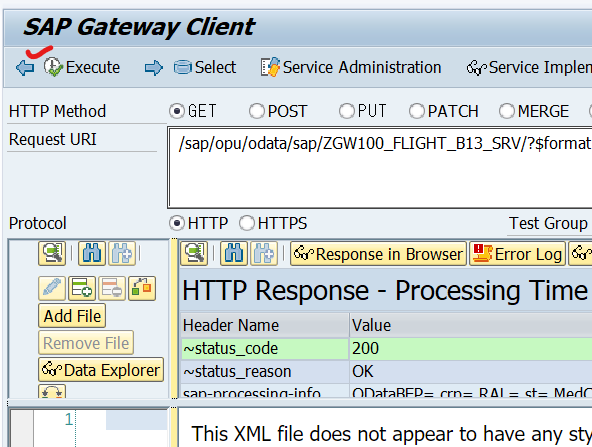 SAP Gateway Client
Execute Select Service Administration Service Implem
HTTP Method GET POST PUT PATCH MERGE
Request URI
/sap/opu/odata/sap/ZGW100_FLIGHT_B13_SRV/?$format
Protocol HTTP HTTPS Test Group
Response in Browser Error Log
HTTP Response - Processing Time
Add File
Header Name Value
Remove File
~status_code 200
Data Explorer
~status_reason OK
sap-processing-info ODataBEP= crp= RAL= st= MedC
1
This XML file does not appear to have any sty